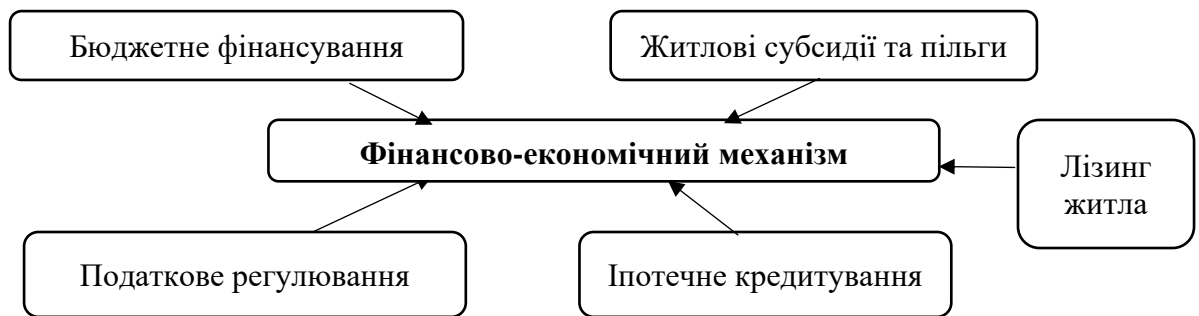 Бюджетне фінансування
Житлові субсидії та пільги
Фінансово-економічний механізм
Лізинг
житла
Податкове регулювання
Іпотечне кредитування